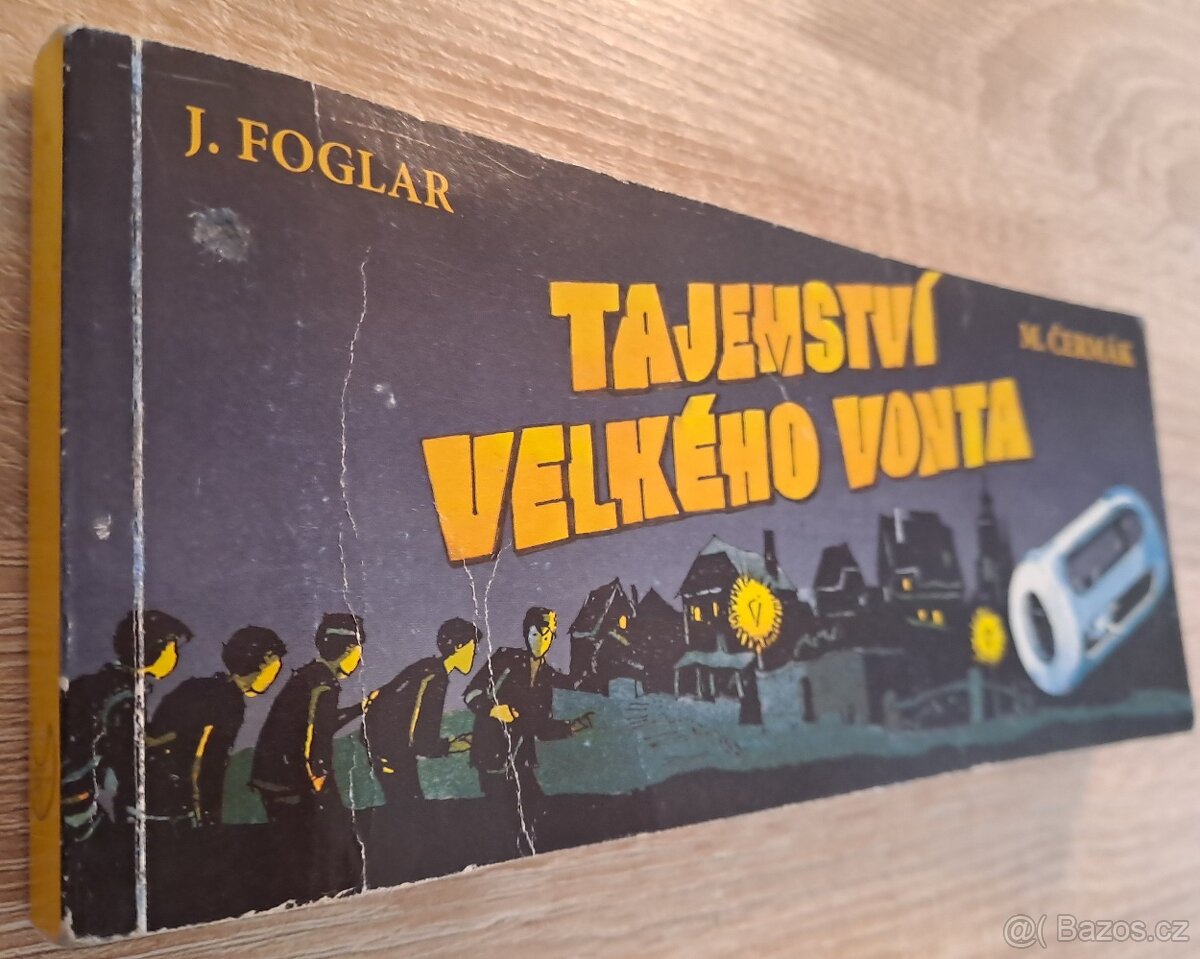 J. FOGLAR
TAJEMSTVÍ
M. ČERMÁK
VELKÉHO VONTA
V
@( Bazos.cz